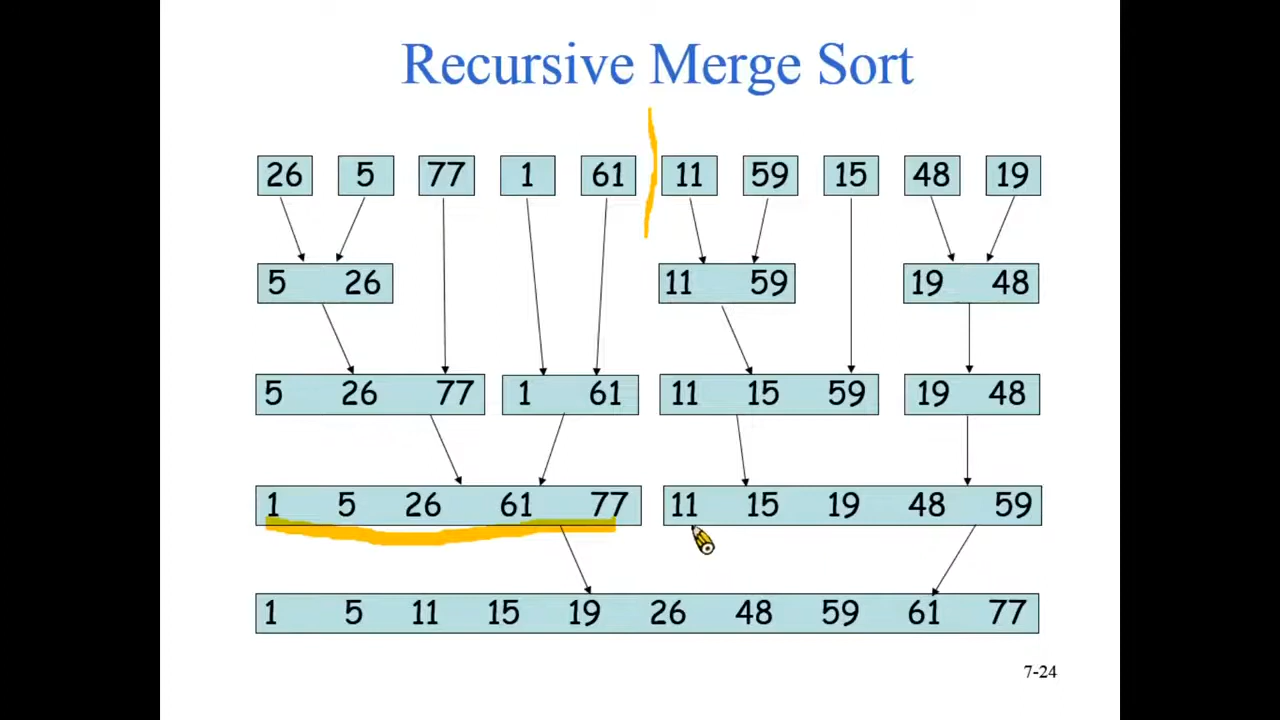 Recursive Merge Sort
26 5 77 1 61 11 59 15 48 19
5 26 11 59 19 48
5 26 77 1 61 11 15 59 19 48
1 5 26 61 77 11 15 19 48 59
1 5 11 15 19 26 48 59 61 77
7-24